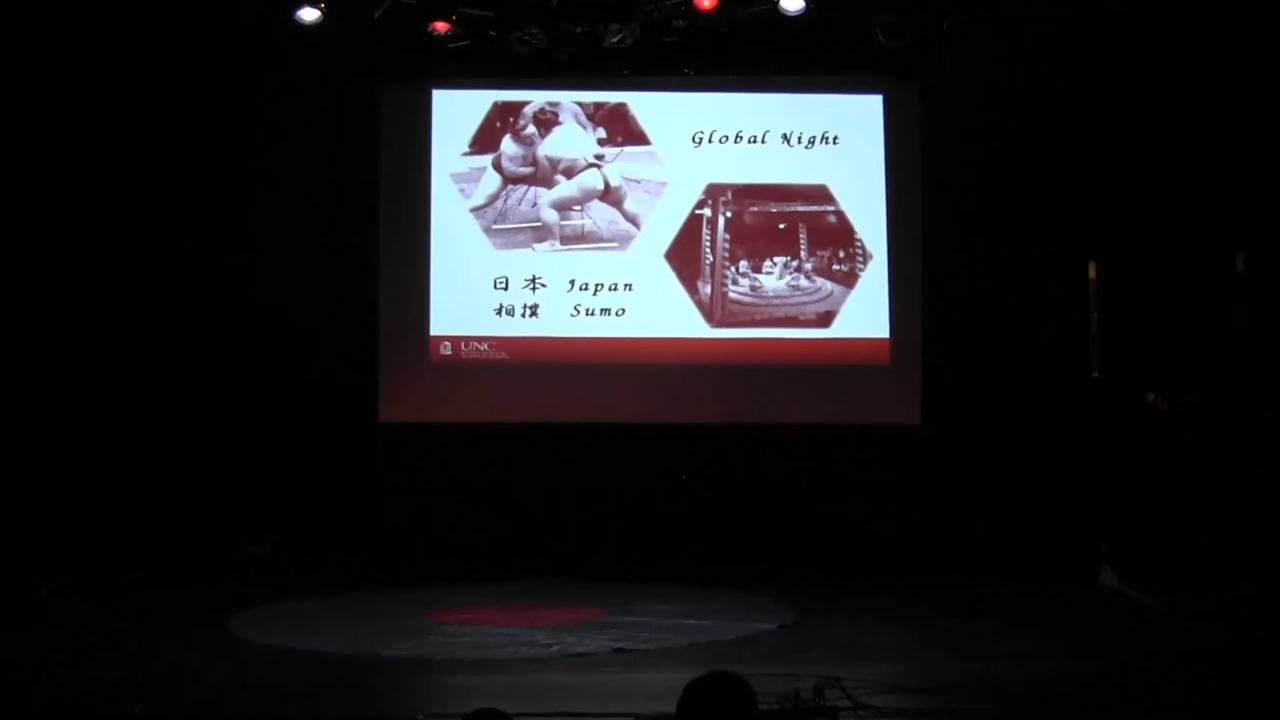 Global Night
日本 Japan
相撲 Sumo
UNC